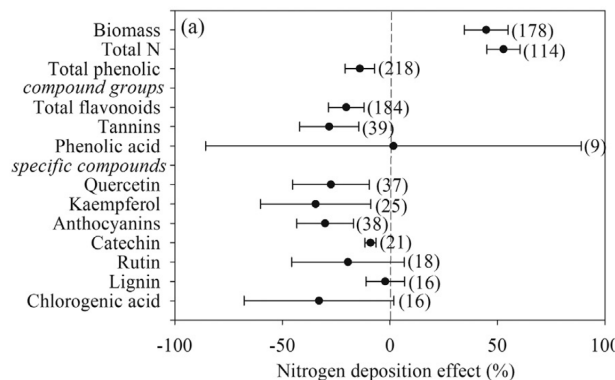 (a)
Biomass (178)
Total N (114)
Total phenolic (218)
compound groups
Total flavonoids (184)
Tannins (39)
Phenolic acid (9)
specific compounds
Quercetin (37)
Kaempferol (25)
Anthocyanins (38)
Catechin (21)
Rutin (18)
Lignin (16)
Chlorogenic acid (16)
-100 -50 0 50 100
Nitrogen deposition effect (%)